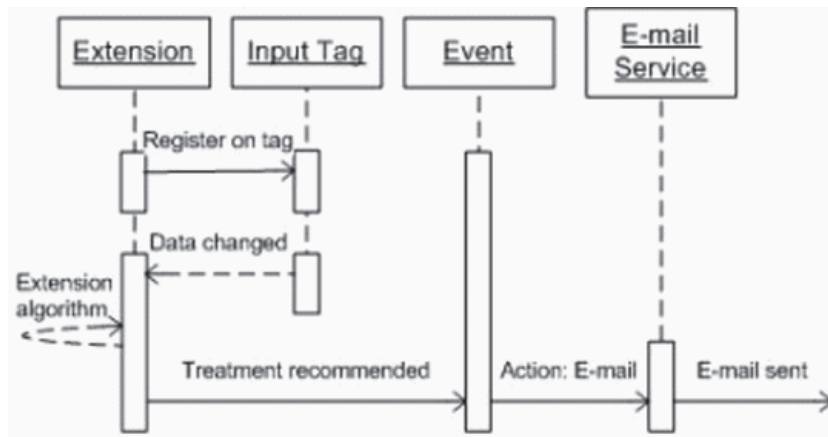 Extension
Input Tag
Event
E-mail
Service
Register on tag
Data changed
Extension
algorithm
Treatment recommended
Action: E-mail
E-mail sent